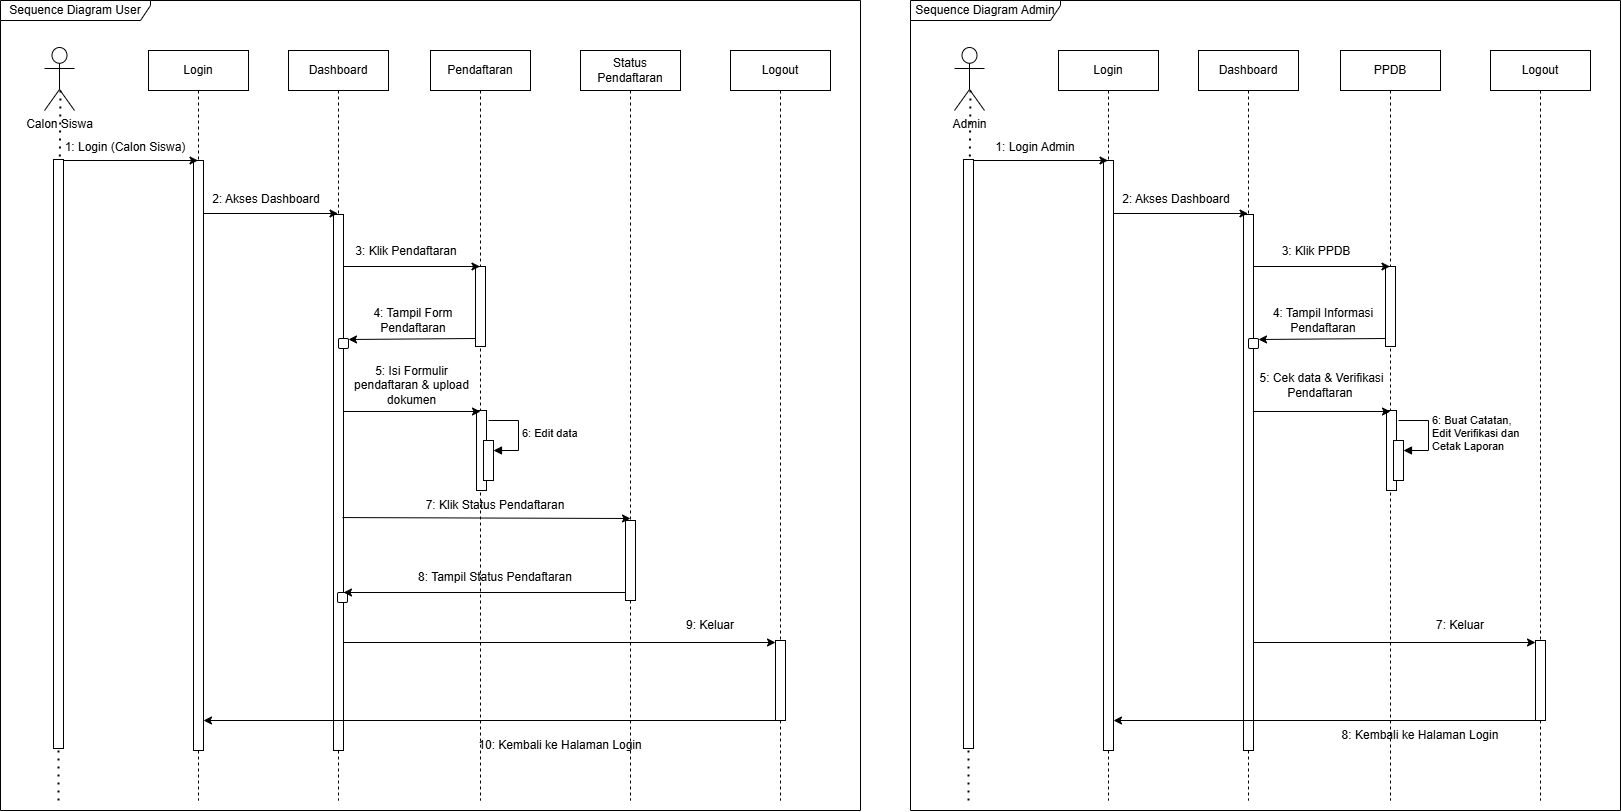 Sequence Diagram User
Calon Siswa
Login
Dashboard
Pendaftaran
Status
Pendaftaran
Logout
1: Login (Calon Siswa)
2: Akses Dashboard
3: Klik Pendaftaran
4: Tampil Form
Pendaftaran
5: Isi Formulir
pendaftaran & upload
dokumen
6: Edit data
7: Klik Status Pendaftaran
8: Tampil Status Pendaftaran
9: Keluar
10: Kembali ke Halaman Login
Sequence Diagram Admin
Admin
Login
Dashboard
PPDB
Logout
1: Login Admin
2: Akses Dashboard
3: Klik PPDB
4: Tampil Informasi
Pendaftaran
5: Cek data & Verifikasi
Pendaftaran
6: Buat Catatan,
Edit Verifikasi dan
Cetak Laporan
7: Keluar
8: Kembali ke Halaman Login